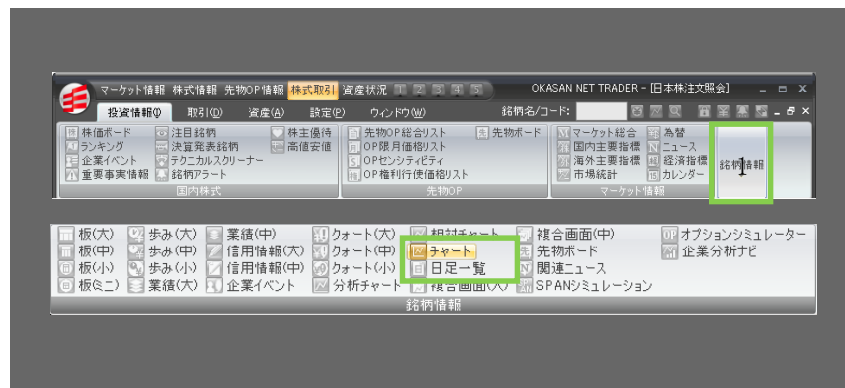 マーケット情報 株式情報 先物OP情報 株式取引 資産状況 1 2 3 4 5 OKASAN NET TRADER - [日本株注文照会]
投資情報(I) 取引(D) 資産(A) 設定(P) ウィンドウ(W) 銘柄名/コード:
株価ボード 注目銘柄 株主優待 先物OP総合リスト 先物ボード マーケット総合 為替
ランキング 決算発表銘柄 高値安値 OP限月価格リスト 国内主要指標 ニュース
企業イベント テクニカルスクリーナー OPセンシティビティ 海外主要指標 経済指標 銘柄情報
重要事実情報 銘柄アラート OP権利行使価格リスト 市場統計 カレンダー
国内株式 先物OP マーケット情報
板(大) 歩み(大) 業績(中) クォート(大) 相対チャート 複合画面(中) オプションシミュレーター
板(中) 歩み(中) 信用情報(大) クォート(中) チャート 先物ボード 企業分析ナビ
板(小) 歩み(小) 信用情報(中) クォート(小) 日足一覧 関連ニュース
板(ミニ) 業績(大) 企業イベント 分析チャート 複合画面(大) SPANシミュレーション
銘柄情報